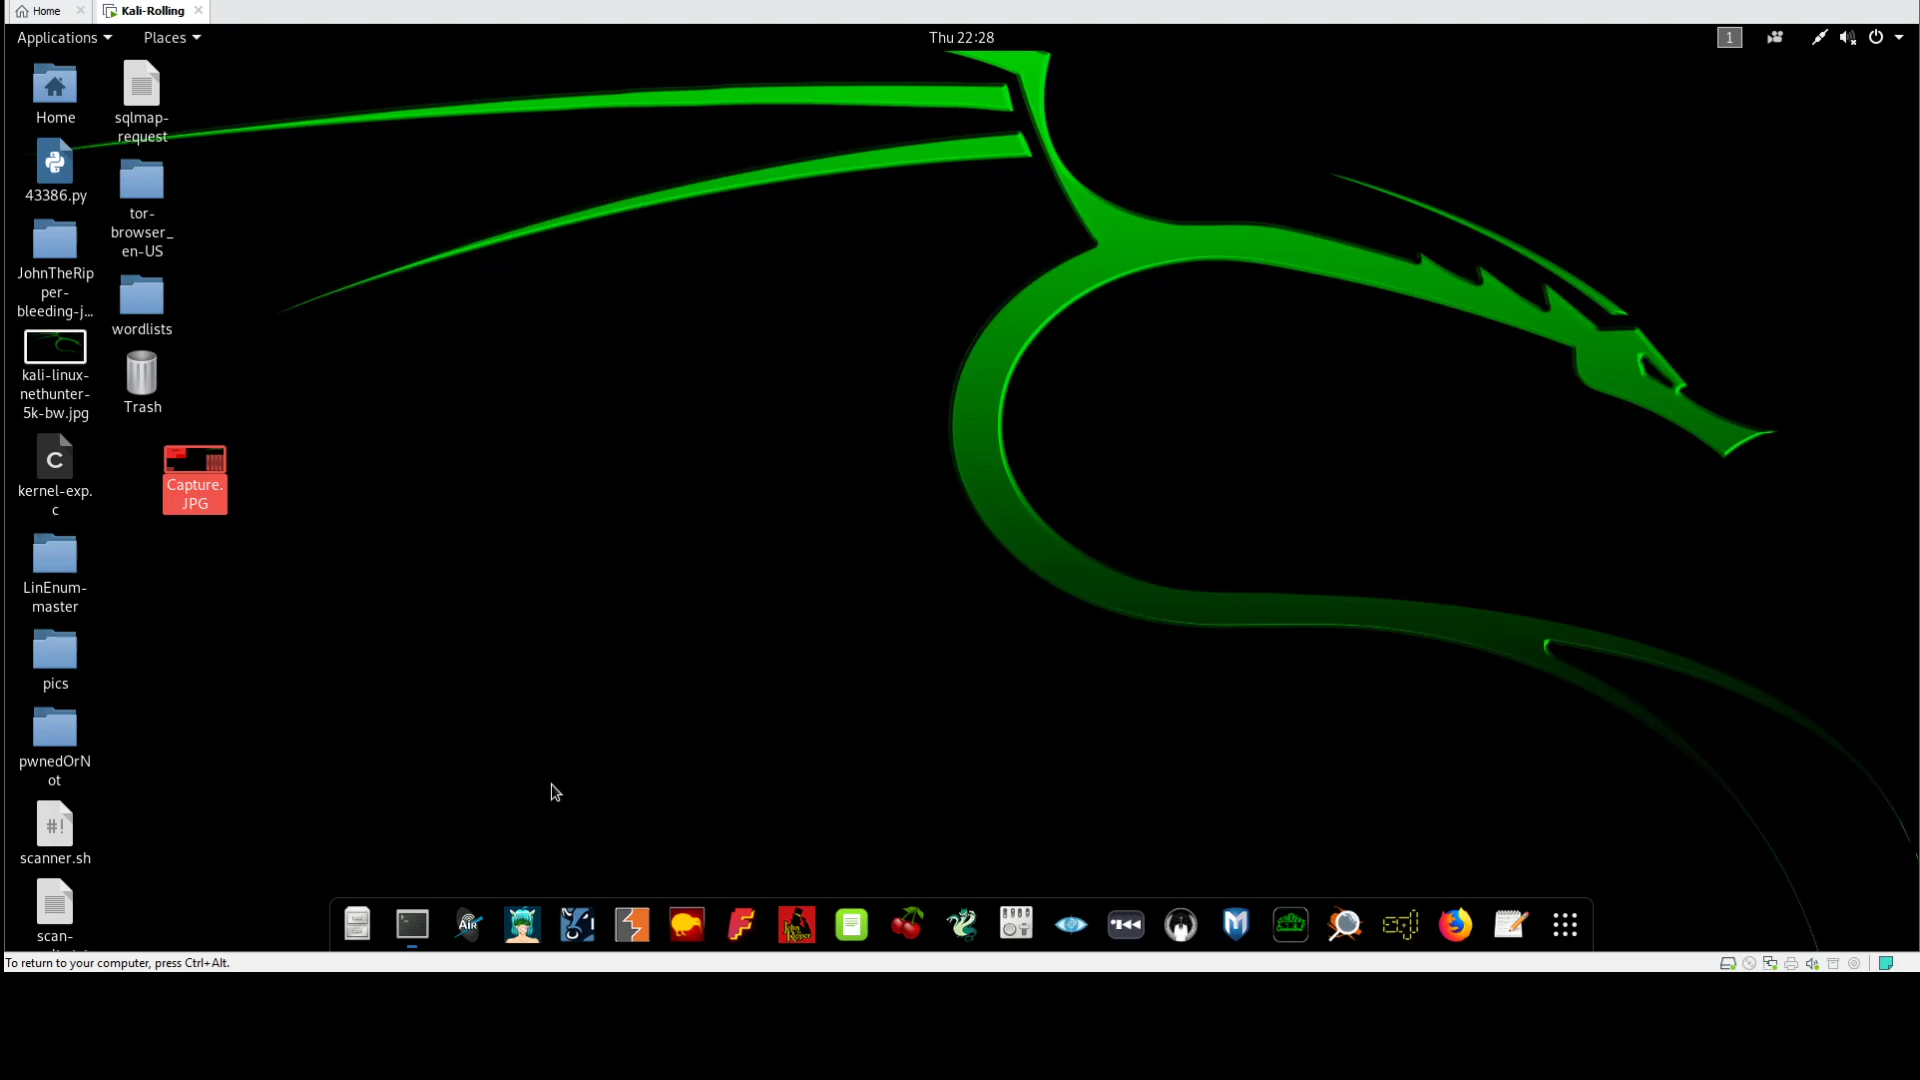 Home
Kali-Rolling
Applications
Places
Thu 22:28
1
Home
sqlmap-
request
43386.py
tor-
browser_
en-US
JohnTheRip
per-
bleeding-j...
wordlists
kali-linux-
nethunter-
5k-bw.jpg
Trash
C
kernel-exp.
c
Capture.
JPG
LinEnum-
master
pics
pwnedOrN
ot
#!
scanner.sh
scan-
AIR
To return to your computer, press Ctrl+Alt.